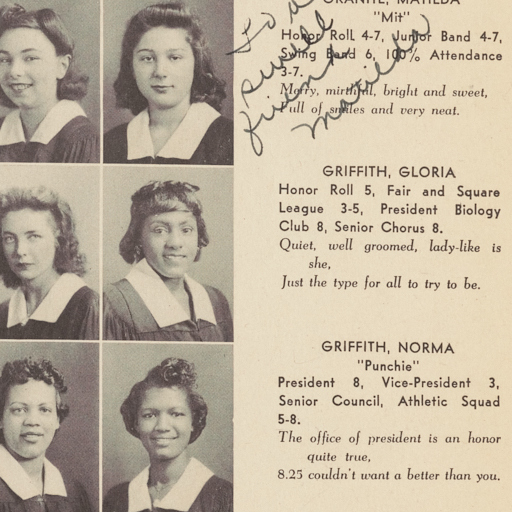 GRANITE, MATILDA
"Mit"
Honor Roll 4-7, Junior Band 4-7,
Swing Band 6, 100% Attendance
3-7.
Merry, mirthful, bright and sweet,
Full of smiles and very neat.
To a
swell
friend
Matilda
GRIFFITH, GLORIA
Honor Roll 5, Fair and Square
League 3-5, President Biology
Club 8, Senior Chorus 8.
Quiet, well groomed, lady-like is
she,
Just the type for all to try to be.
GRIFFITH, NORMA
"Punchie"
President 8, Vice-President 3,
Senior Council, Athletic Squad
5-8.
The office of president is an honor
quite true,
8.25 couldn't want a better than you.